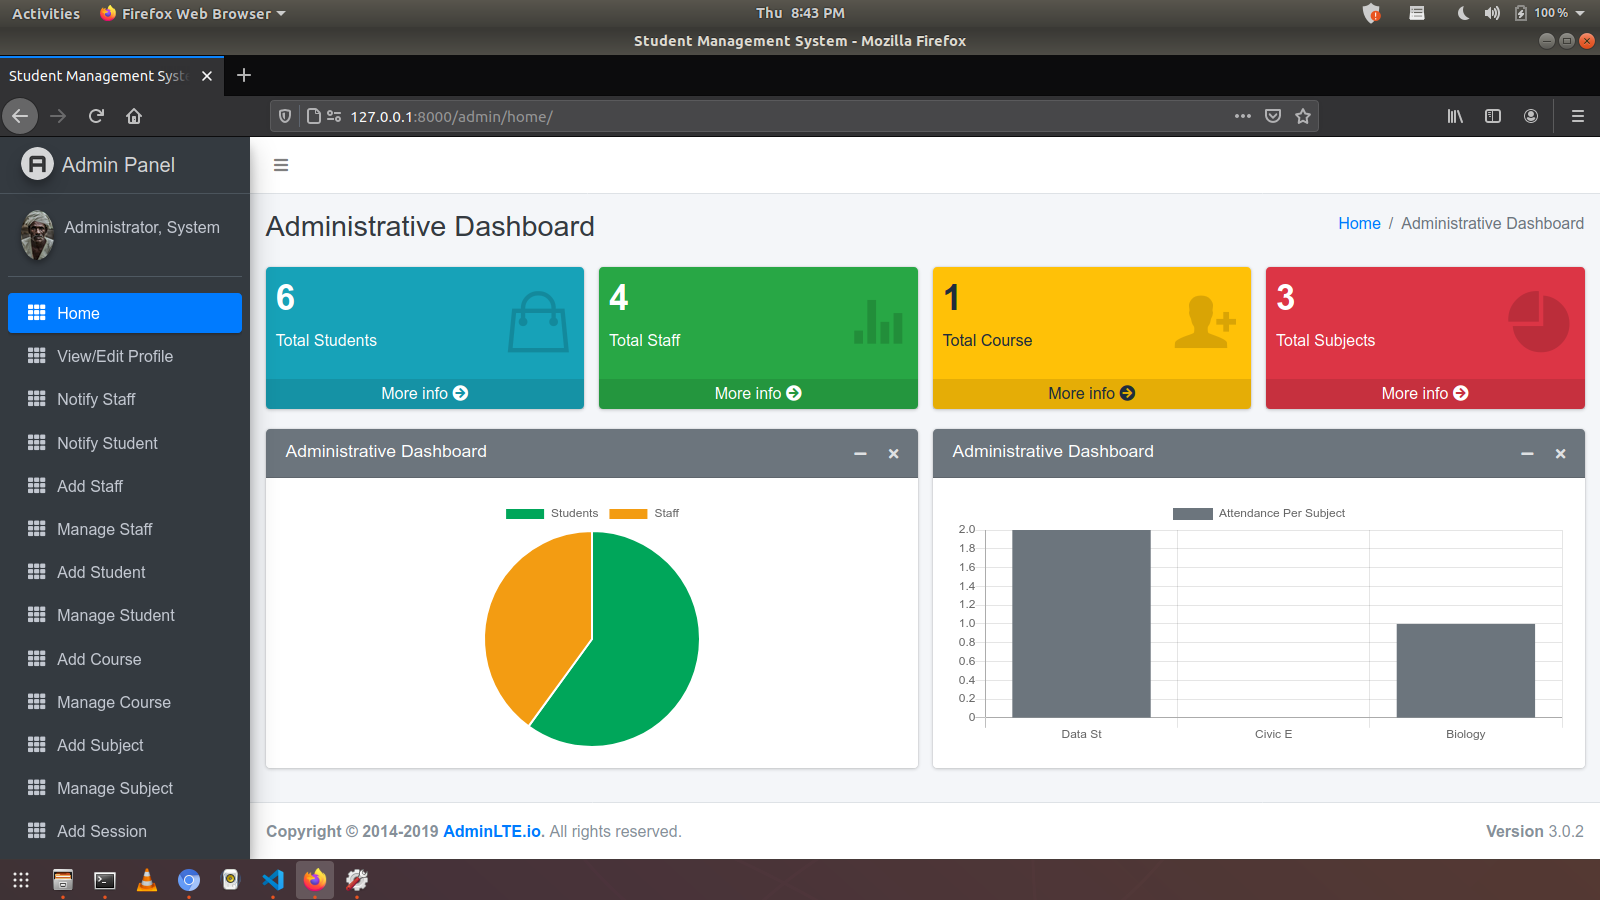 Activities Firefox Web Browser Thu 8:43 PM 100 %
Student Management System - Mozilla Firefox
Student Management Syst
127.0.0.1:8000/admin/home/
Admin Panel
Administrator, System
Home
View/Edit Profile
Notify Staff
Notify Student
Add Staff
Manage Staff
Add Student
Manage Student
Add Course
Manage Course
Add Subject
Manage Subject
Add Session
Administrative Dashboard
Home / Administrative Dashboard
6
Total Students
More info
4
Total Staff
More info
1
Total Course
More info
3
Total Subjects
More info
Administrative Dashboard
Students Staff
Administrative Dashboard
Attendance Per Subject
2.0
1.8
1.6
1.4
1.2
1.0
0.8
0.6
0.4
0.2
0
Data St Civic E Biology
Copyright © 2014-2019 AdminLTE.io. All rights reserved.
Version 3.0.2